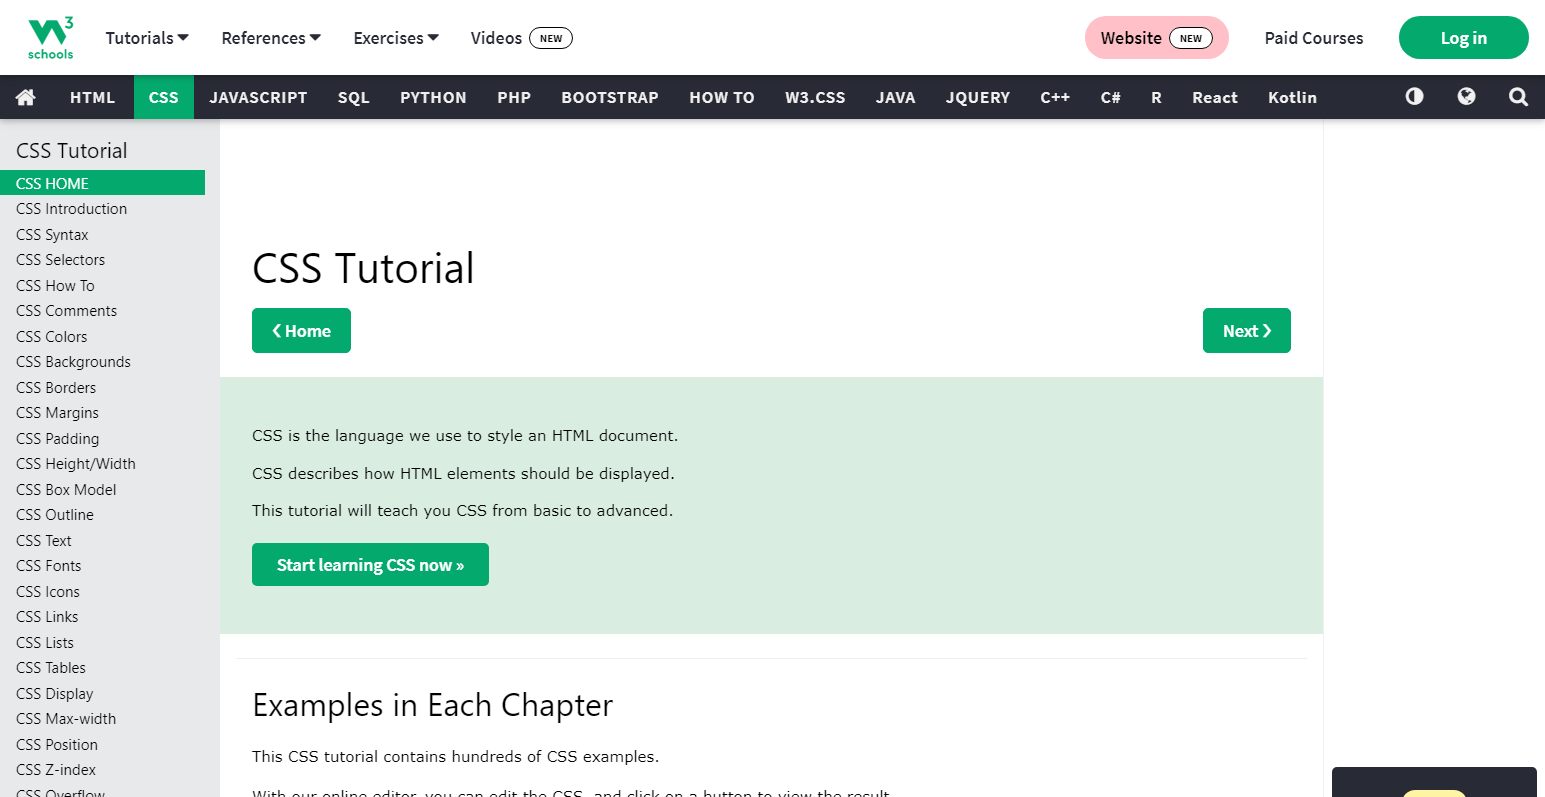 3
schools
Tutorials References Exercises Videos NEW Website NEW Paid Courses Log in
HTML CSS JAVASCRIPT SQL PYTHON PHP BOOTSTRAP HOW TO W3.CSS JAVA JQUERY C++ C# R React Kotlin
CSS Tutorial
CSS HOME
CSS Introduction
CSS Syntax
CSS Selectors
CSS How To
CSS Comments
CSS Colors
CSS Backgrounds
CSS Borders
CSS Margins
CSS Padding
CSS Height/Width
CSS Box Model
CSS Outline
CSS Text
CSS Fonts
CSS Icons
CSS Links
CSS Lists
CSS Tables
CSS Display
CSS Max-width
CSS Position
CSS Z-index
CSS Overflow
CSS Tutorial
❮ Home Next ❯
CSS is the language we use to style an HTML document.
CSS describes how HTML elements should be displayed.
This tutorial will teach you CSS from basic to advanced.
Start learning CSS now »
Examples in Each Chapter
This CSS tutorial contains hundreds of CSS examples.
With our online editor, you can edit the CSS, and click on a button to view the result.